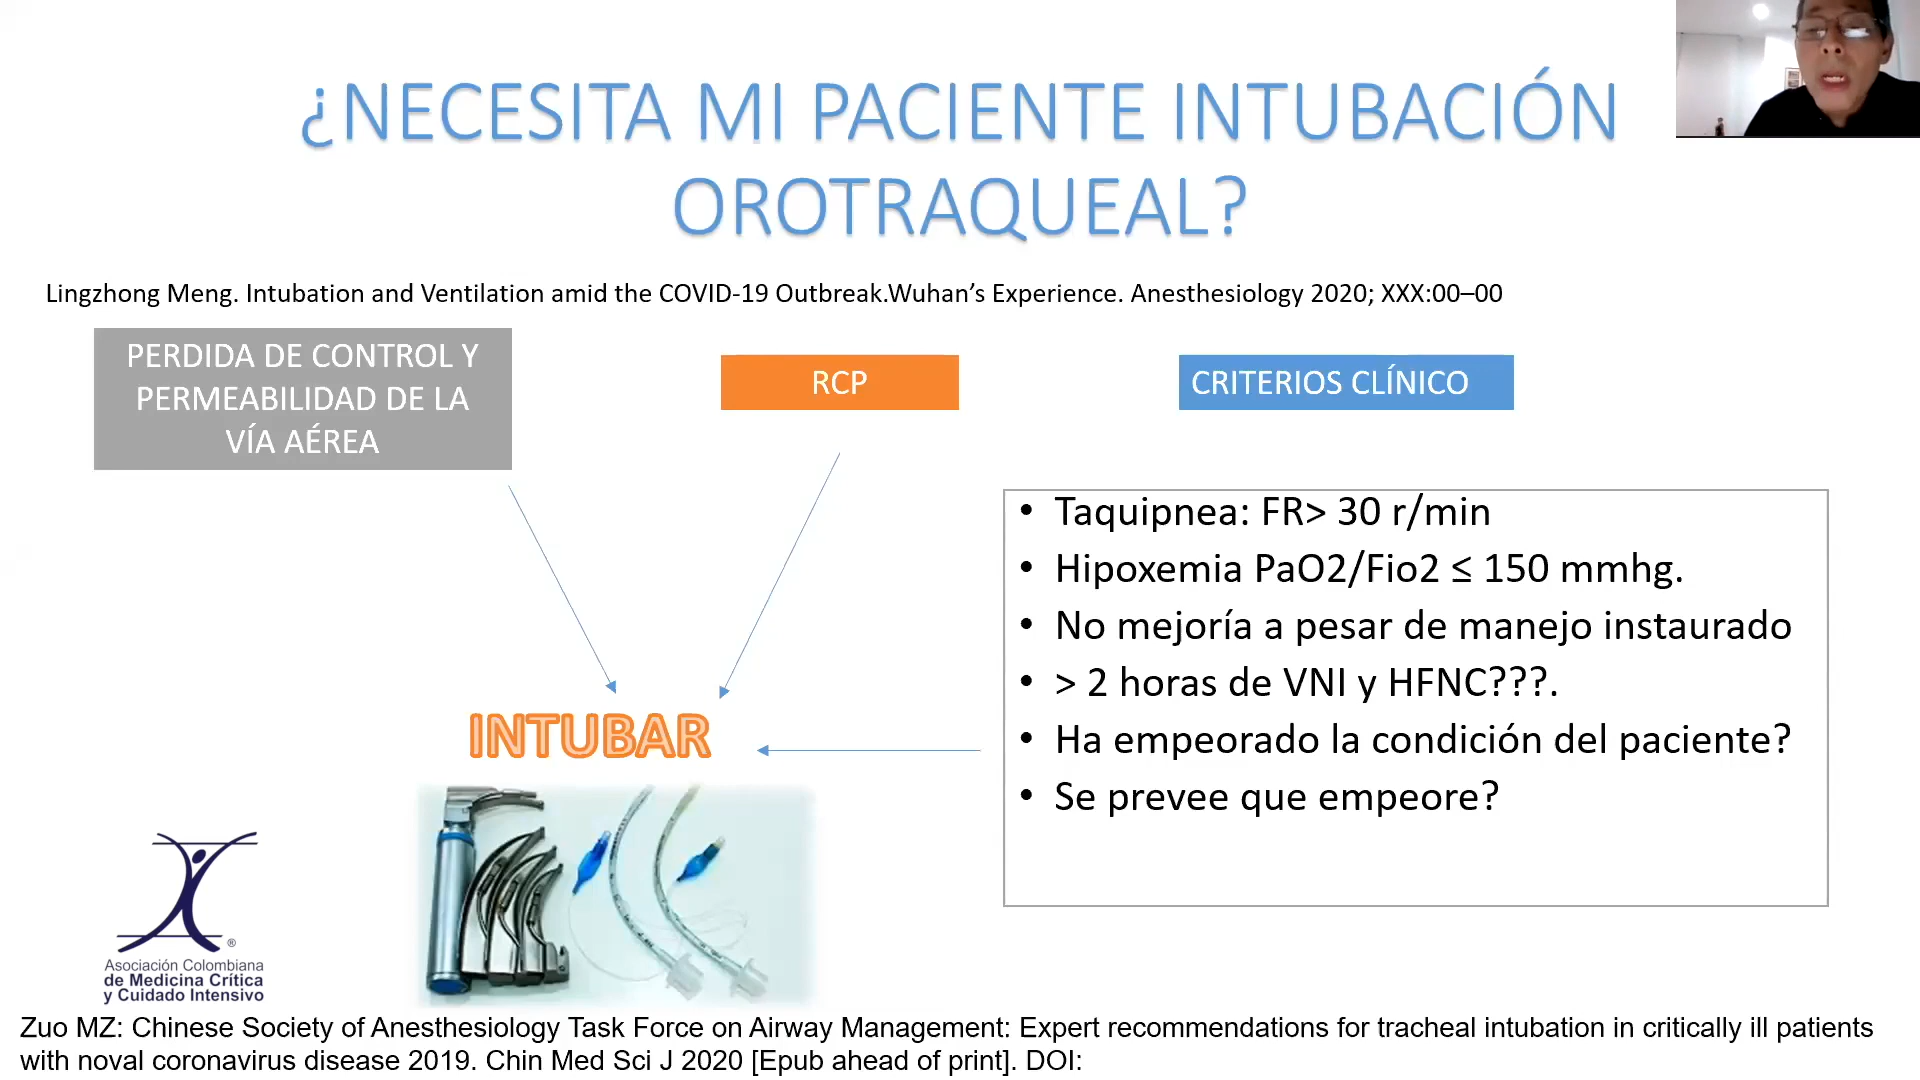 ¿NECESITA MI PACIENTE INTUBACIÓN
OROTRAQUEAL?
Lingzhong Meng. Intubation and Ventilation amid the COVID-19 Outbreak.Wuhan’s Experience. Anesthesiology 2020; XXX:00–00
PERDIDA DE CONTROL Y
PERMEABILIDAD DE LA
VÍA AÉREA
RCP
CRITERIOS CLÍNICO
• Taquipnea: FR> 30 r/min
• Hipoxemia PaO2/Fio2 ≤ 150 mmhg.
• No mejoría a pesar de manejo instaurado
• > 2 horas de VNI y HFNC???.
• Ha empeorado la condición del paciente?
• Se prevee que empeore?
INTUBAR
®
Asociación Colombiana
de Medicina Crítica
y Cuidado Intensivo
Zuo MZ: Chinese Society of Anesthesiology Task Force on Airway Management: Expert recommendations for tracheal intubation in critically ill patients
with noval coronavirus disease 2019. Chin Med Sci J 2020 [Epub ahead of print]. DOI: